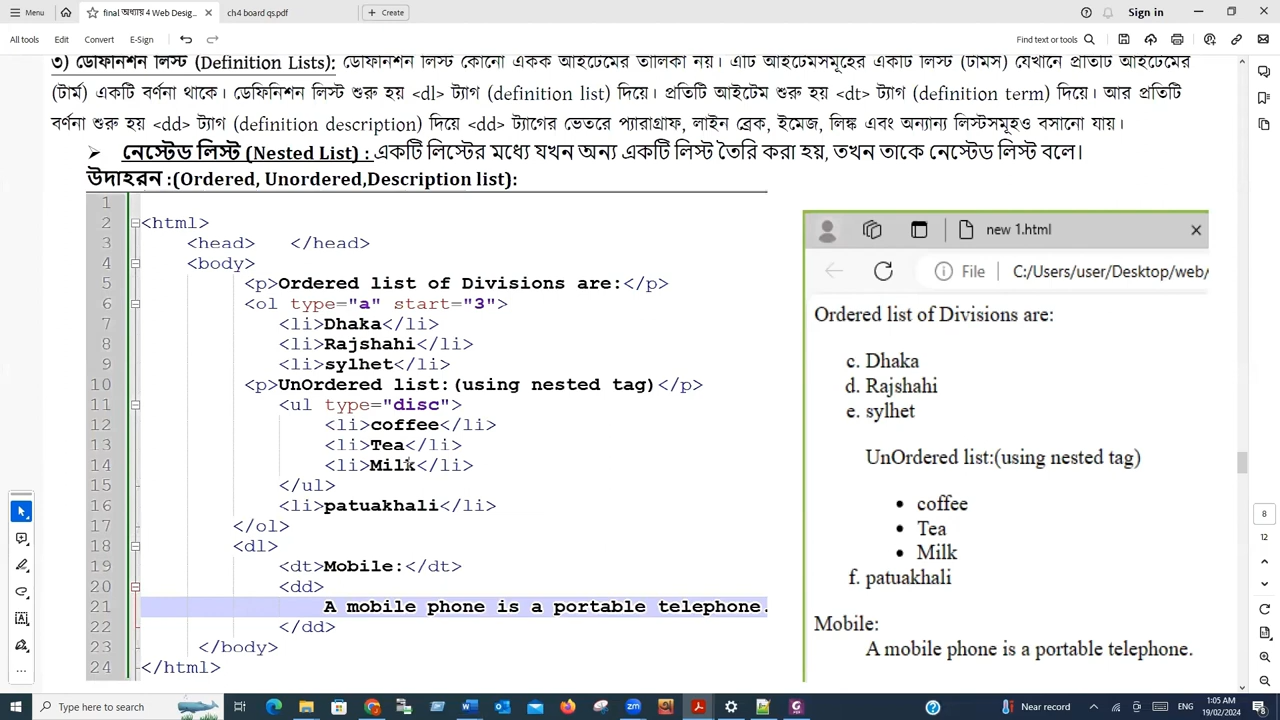 Menu
final অধ্যায় 4 Web Desig...
ch4 board qs.pdf
+ Create
Sign in
All tools Edit Convert E-Sign
Find text or tools
৩) ডেফিনিশন লিস্ট (Definition Lists): ডেফিনিশন লিস্ট কোনো একক আইটেমের তালিকা নয়। এটি আইটেমসমূহের একটি লিস্ট (টার্মস) যেখানে প্রতিটি আইটেমের
(টার্ম) একটি বর্ণনা থাকে। ডেফিনিশন লিস্ট শুরু হয় <dl> ট্যাগ (definition list) দিয়ে। প্রতিটি আইটেম শুরু হয় <dt> ট্যাগ (definition term) দিয়ে। আর প্রতিটি
বর্ণনা শুরু হয় <dd> ট্যাগ (definition description) দিয়ে <dd> ট্যাগের ভেতরে প্যারাগ্রাফ, লাইন ব্রেক, ইমেজ, লিঙ্ক এবং অন্যান্য লিস্টসমূহও বসানো যায়।
➢ নেস্টেড লিস্ট (Nested List) : একটি লিস্টের মধ্যে যখন অন্য একটি লিস্ট তৈরি করা হয়, তখন তাকে নেস্টেড লিস্ট বলে।
উদাহরন :(Ordered, Unordered,Description list):
1
2 <html>
3 <head> </head>
4 <body>
5 <p>Ordered list of Divisions are:</p>
6 <ol type="a" start="3">
7 <li>Dhaka</li>
8 <li>Rajshahi</li>
9 <li>sylhet</li>
10 <p>UnOrdered list:(using nested tag)</p>
11 <ul type="disc">
12 <li>coffee</li>
13 <li>Tea</li>
14 <li>Milk</li>
15 </ul>
16 <li>patuakhali</li>
17 </ol>
18 <dl>
19 <dt>Mobile:</dt>
20 <dd>
21 A mobile phone is a portable telephone.
22 </dd>
23 </body>
24 </html>
new 1.html
File C:/Users/user/Desktop/web/
Ordered list of Divisions are:
c. Dhaka
d. Rajshahi
e. sylhet
UnOrdered list:(using nested tag)
• coffee
• Tea
• Milk
f. patuakhali
Mobile:
A mobile phone is a portable telephone.
8
12
Type here to search
Near record
ENG
1:05 AM
19/02/2024